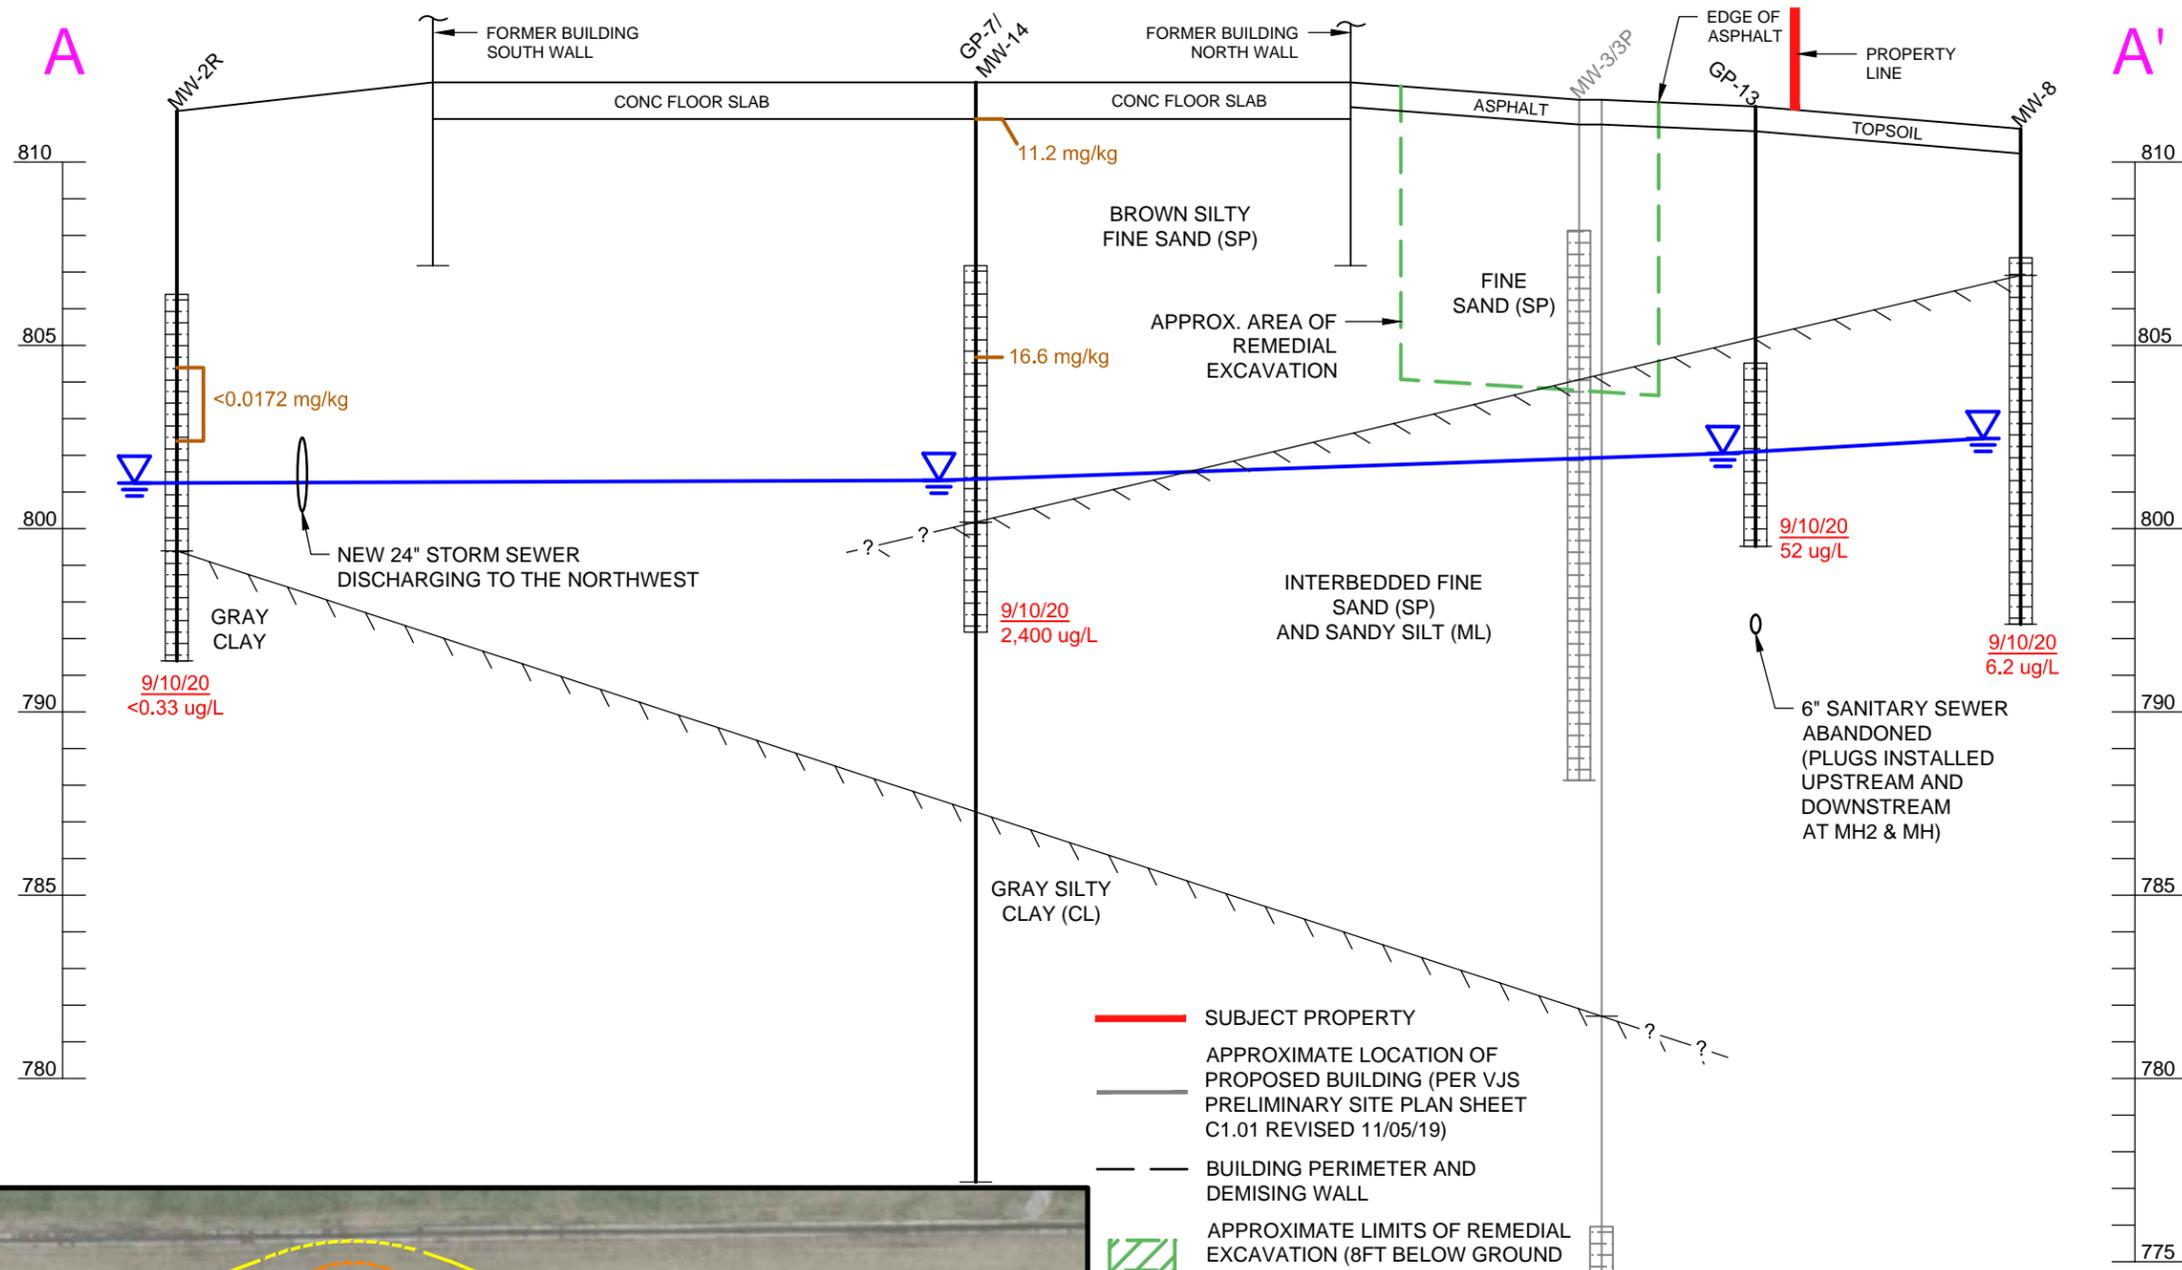 A
A'
MW-2R
FORMER BUILDING
SOUTH WALL
GP-7/
MW-14
FORMER BUILDING
NORTH WALL
MW-3/3P
EDGE OF
ASPHALT
PROPERTY
LINE
GP-13
MW-8
CONC FLOOR SLAB
CONC FLOOR SLAB
ASPHALT
TOPSOIL
810
810
11.2 mg/kg
BROWN SILTY
FINE SAND (SP)
FINE
SAND (SP)
APPROX. AREA OF
REMEDIAL
EXCAVATION
805
805
16.6 mg/kg
<0.0172 mg/kg
800
800
? ?
NEW 24" STORM SEWER
DISCHARGING TO THE NORTHWEST
9/10/20
52 ug/L
INTERBEDDED FINE
SAND (SP)
AND SANDY SILT (ML)
GRAY
CLAY
9/10/20
2,400 ug/L
9/10/20
6.2 ug/L
9/10/20
<0.33 ug/L
790
790
6" SANITARY SEWER
ABANDONED
(PLUGS INSTALLED
UPSTREAM AND
DOWNSTREAM
AT MH2 & MH)
785
785
GRAY SILTY
CLAY (CL)
? ?
780
780
SUBJECT PROPERTY
APPROXIMATE LOCATION OF
PROPOSED BUILDING (PER VJS
PRELIMINARY SITE PLAN SHEET
C1.01 REVISED 11/05/19)
BUILDING PERIMETER AND
DEMISING WALL
APPROXIMATE LIMITS OF REMEDIAL
EXCAVATION (8FT BELOW GROUND
775